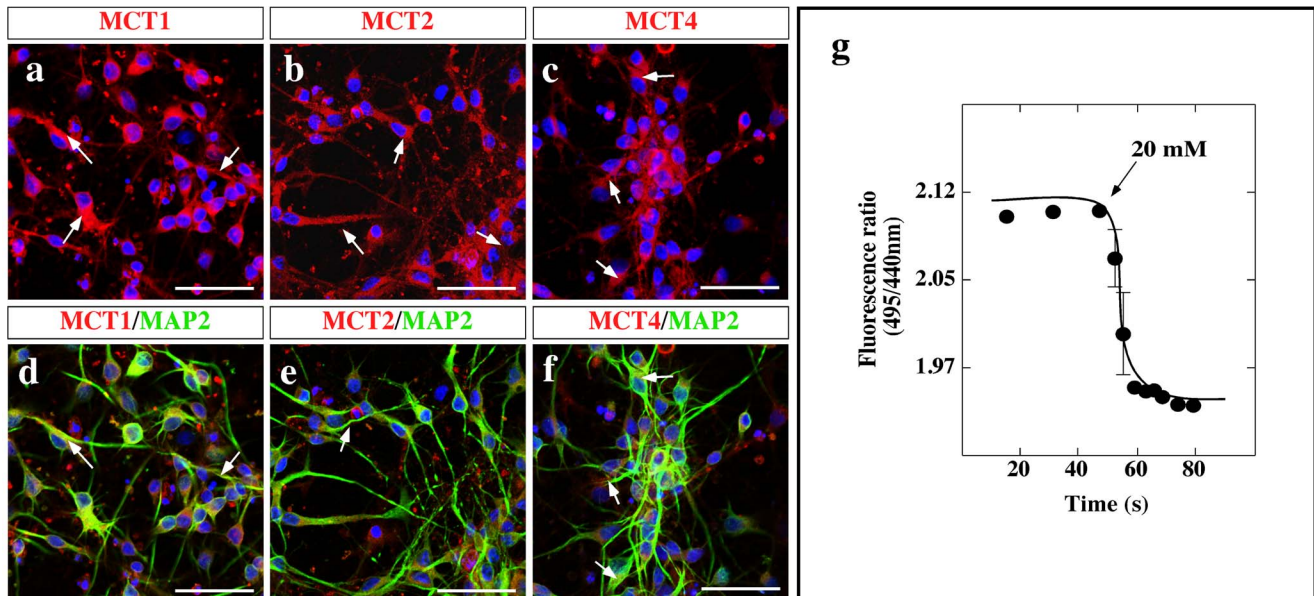 MCT1
MCT2
MCT4
a
b
c
MCT1/MAP2
MCT2/MAP2
MCT4/MAP2
d
e
f
g
20 mM
2.12
2.05
1.97
Fluorescence ratio
(495/440nm)
20
40
60
80
Time (s)